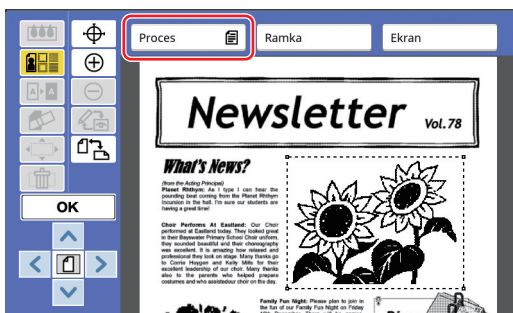 Proces
Ramka
Ekran
OK
Newsletter Vol. 78
What's News?
(from the Acting Principal)
Planet Rhthym: As I type I can hear the
sounding beat coming from the Planet Rhthym
Incursion in the hall. I'm sure our students are
having a great time!
Choir Performs At Eastland: Our Choir
performed at Eastland today. They looked great
in their Bayswater Primary School Choir uniform,
they sounded beautiful and their choreography
was excellent. It is amazing how relaxed and
professional they look on stage. Many thanks go
to Corrie Huygan and Kelly Mills for their
excellent leadership of our choir. Many thanks
also to the parents who helped prepare
costumes and who assistedour choir on the day.
Family Fun Night: Please plan to join in
the fun of our Family Fun Night on Friday